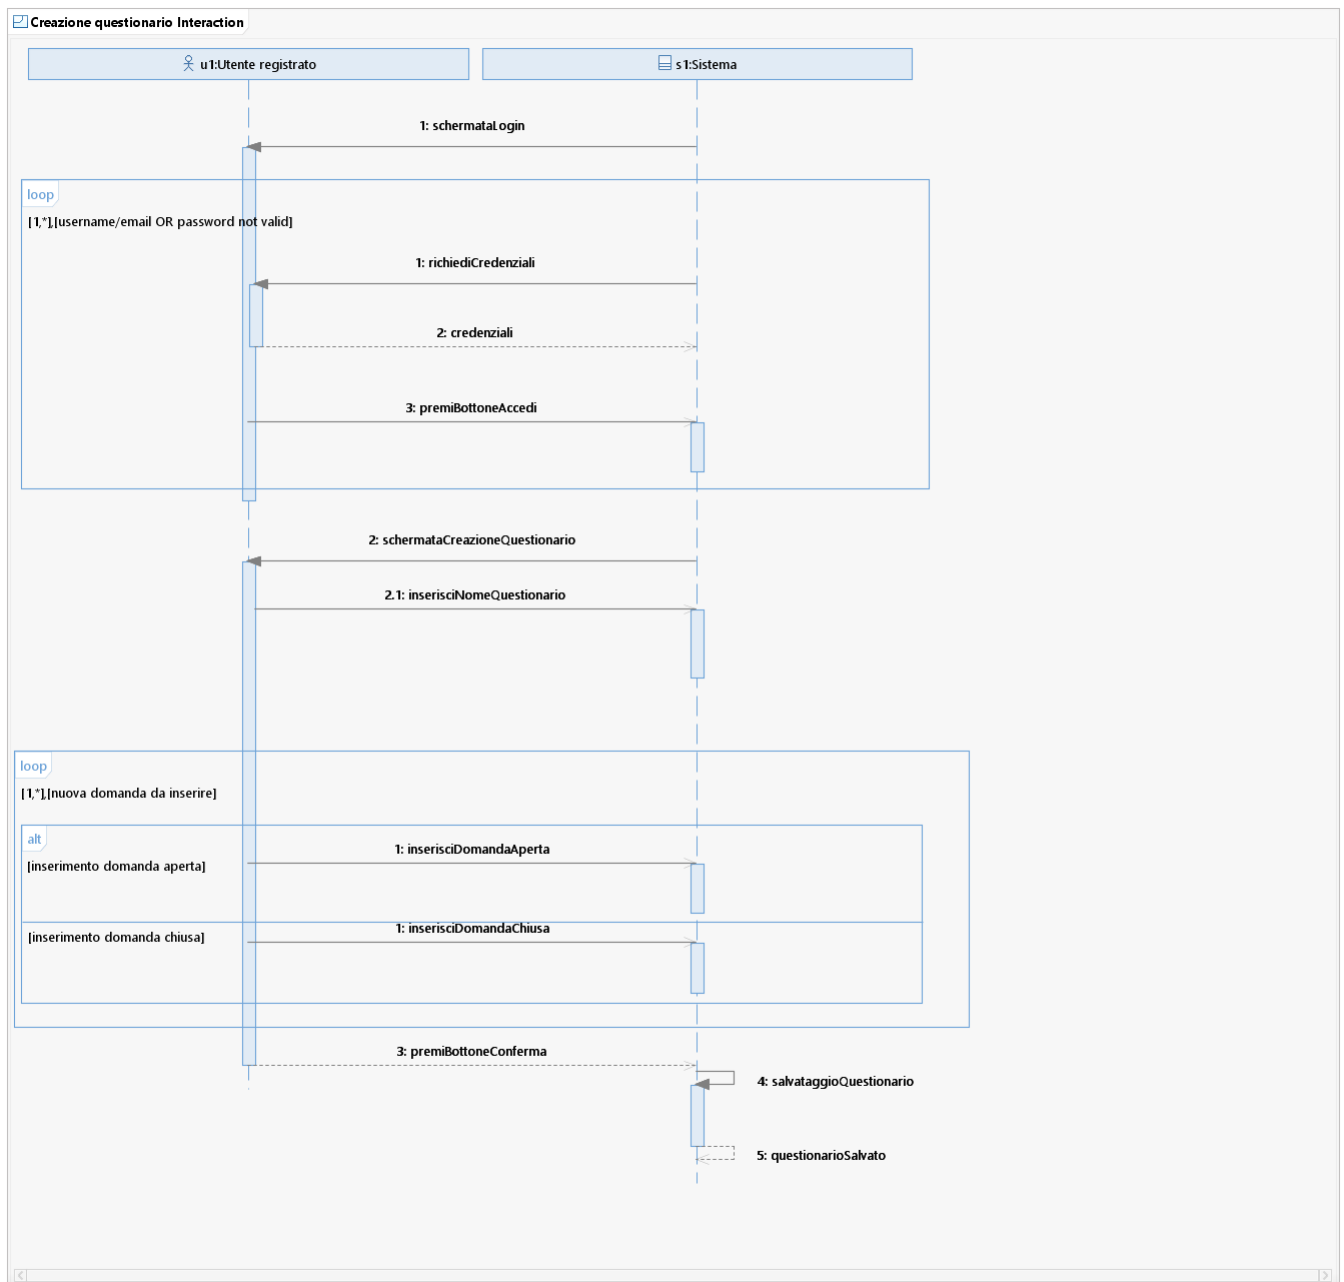 Creazione questionario Interaction
u1:Utente registrato
s1:Sistema
1: schermataLogin
loop
[1,*],[username/email OR password not valid]
1: richiediCredenziali
2: credenziali
3: premiBottoneAccedi
2: schermataCreazioneQuestionario
2.1: inserisciNomeQuestionario
loop
[1,*],[nuova domanda da inserire]
alt
1: inserisciDomandaAperta
[inserimento domanda aperta]
1: inserisciDomandaChiusa
[inserimento domanda chiusa]
3: premiBottoneConferma
4: salvataggioQuestionario
5: questionarioSalvato